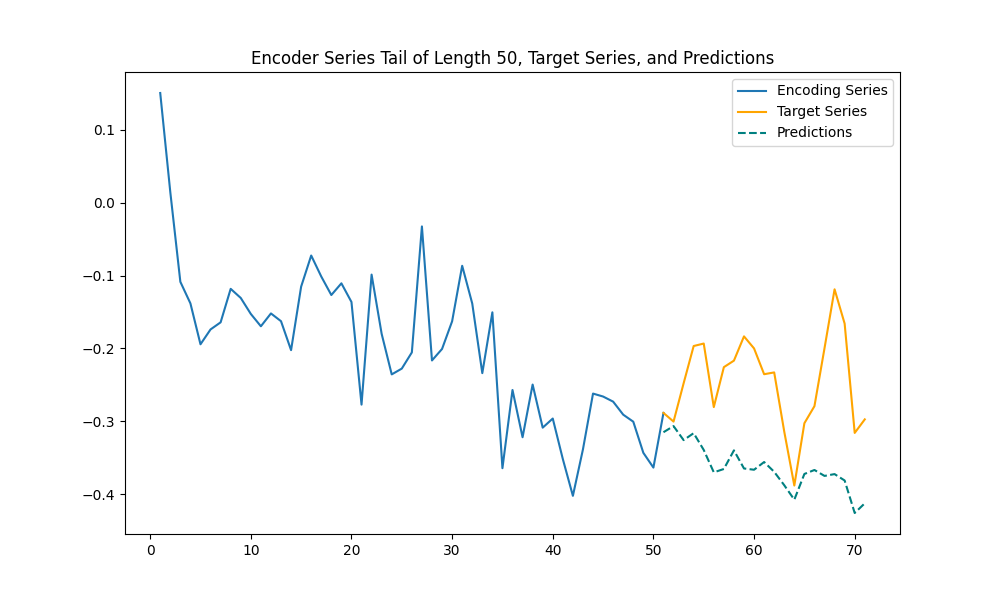 Encoder Series Tail of Length 50, Target Series, and Predictions
Encoding Series
Target Series
Predictions
0.1
0.0
−0.1
−0.2
−0.3
−0.4
0 10 20 30 40 50 60 70